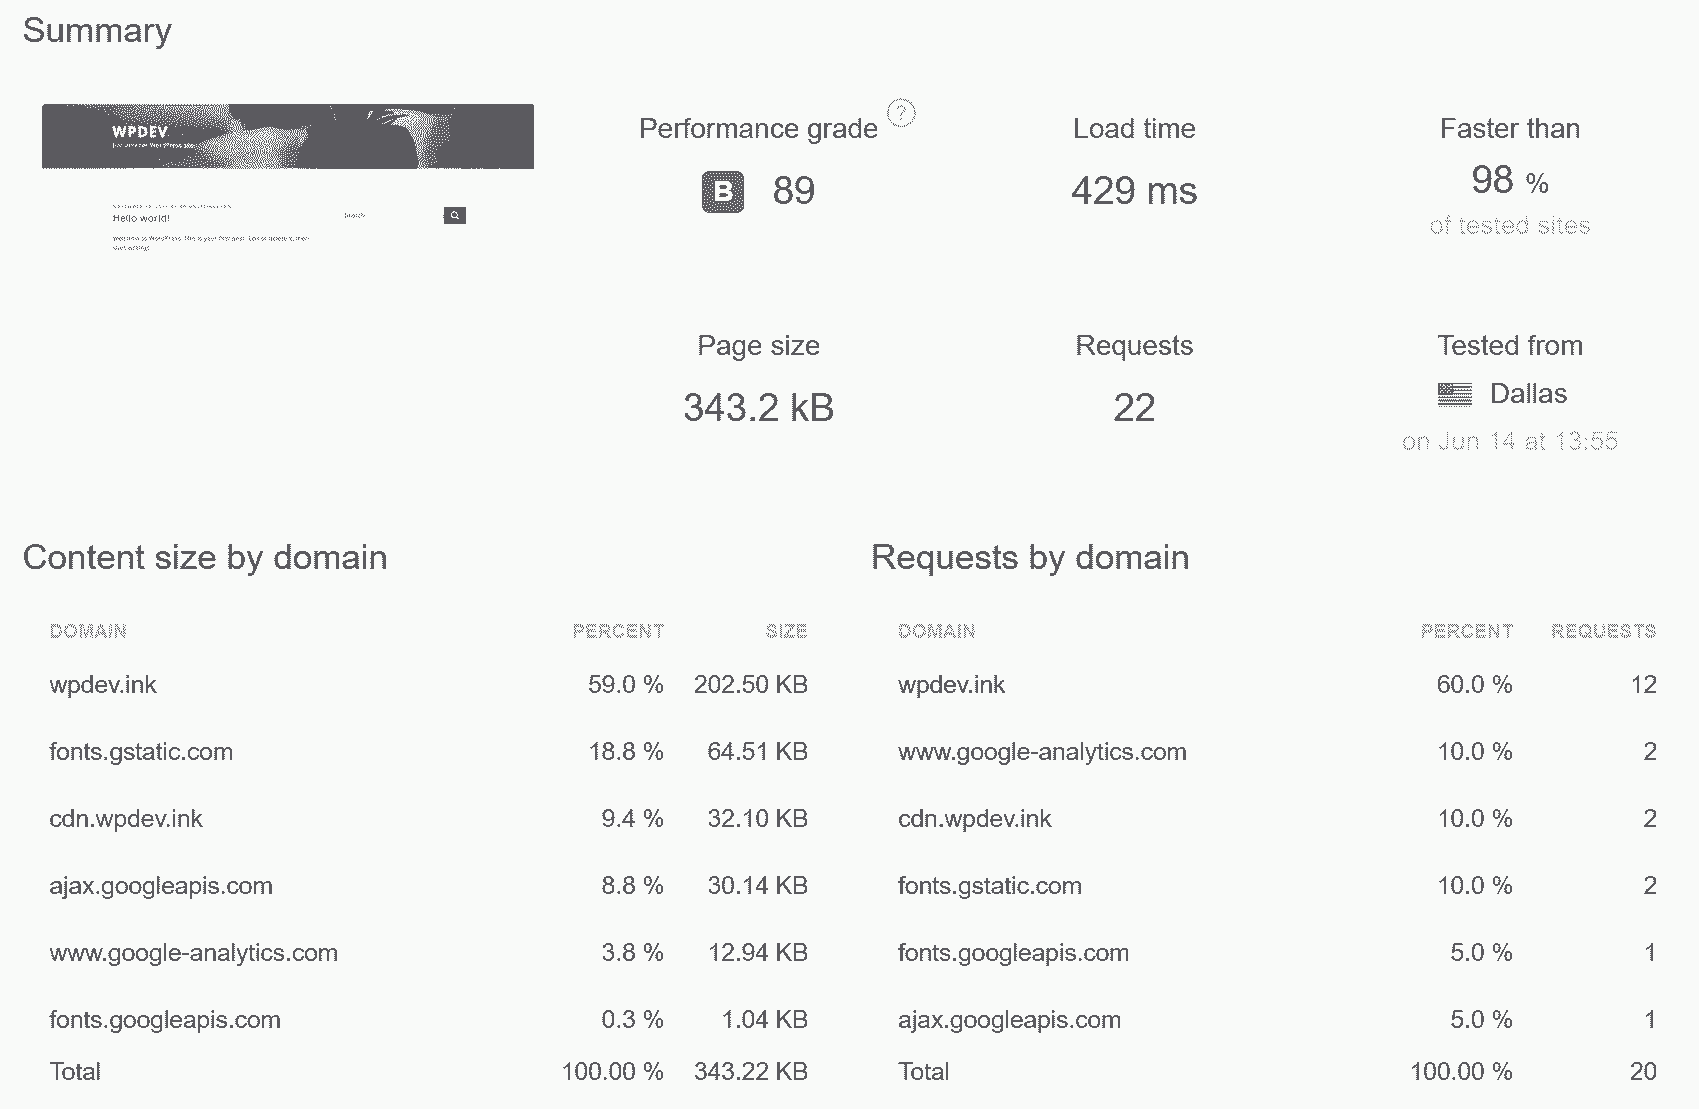 Summary
WPDEV
Hello world!
Search
Performance grade ?
B 89
Load time
429 ms
Faster than
98 %
of tested sites
Page size
343.2 kB
Requests
22
Tested from
Dallas
on Jun 14 at 13:55
Content size by domain
DOMAIN PERCENT SIZE
wpdev.ink 59.0 % 202.50 KB
fonts.gstatic.com 18.8 % 64.51 KB
cdn.wpdev.ink 9.4 % 32.10 KB
ajax.googleapis.com 8.8 % 30.14 KB
www.google-analytics.com 3.8 % 12.94 KB
fonts.googleapis.com 0.3 % 1.04 KB
Total 100.00 % 343.22 KB
Requests by domain
DOMAIN PERCENT REQUESTS
wpdev.ink 60.0 % 12
www.google-analytics.com 10.0 % 2
cdn.wpdev.ink 10.0 % 2
fonts.gstatic.com 10.0 % 2
fonts.googleapis.com 5.0 % 1
ajax.googleapis.com 5.0 % 1
Total 100.00 % 20